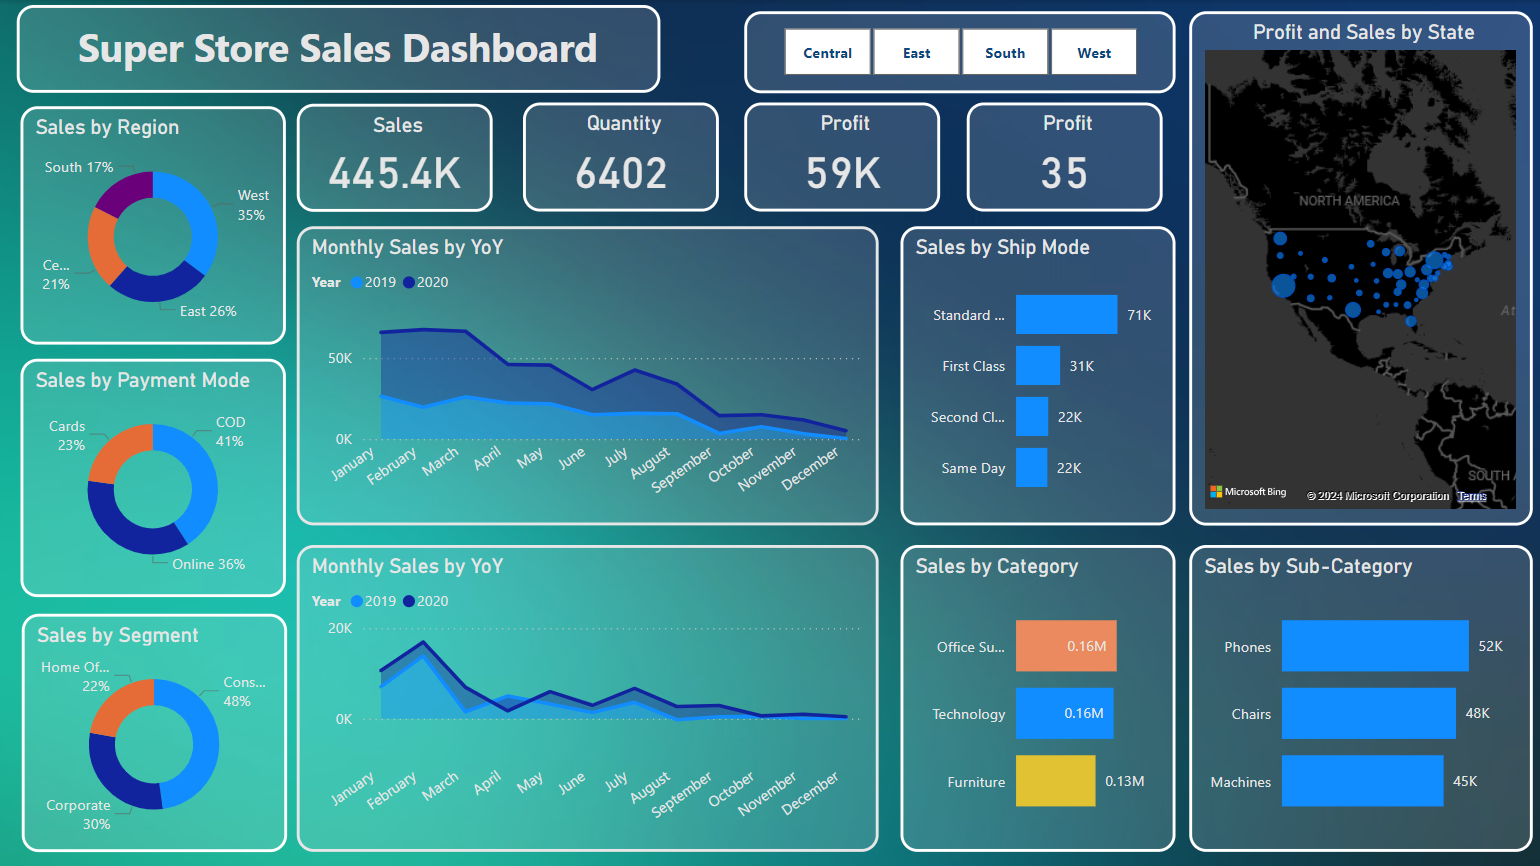 Super Store Sales Dashboard
Central
East
South
West
Profit and Sales by State
NORTH AMERICA
At
SOUTH A
Microsoft Bing
© 2024 Microsoft Corporation Terms
Sales by Region
South 17%
West
35%
Ce...
21%
East 26%
Sales
445.4K
Quantity
6402
Profit
59K
Profit
35
Monthly Sales by YoY
Year 2019 2020
50K
0K
January
February
March
April
May
June
July
August
September
October
November
December
Sales by Ship Mode
Standard ... 71K
First Class 31K
Second Cl... 22K
Same Day 22K
Sales by Payment Mode
Cards
23%
COD
41%
Online 36%
Monthly Sales by YoY
Year 2019 2020
20K
0K
January
February
March
April
May
June
July
August
September
October
November
December
Sales by Category
Office Su... 0.16M
Technology 0.16M
Furniture 0.13M
Sales by Sub-Category
Phones 52K
Chairs 48K
Machines 45K
Sales by Segment
Home Of...
22%
Cons...
48%
Corporate
30%